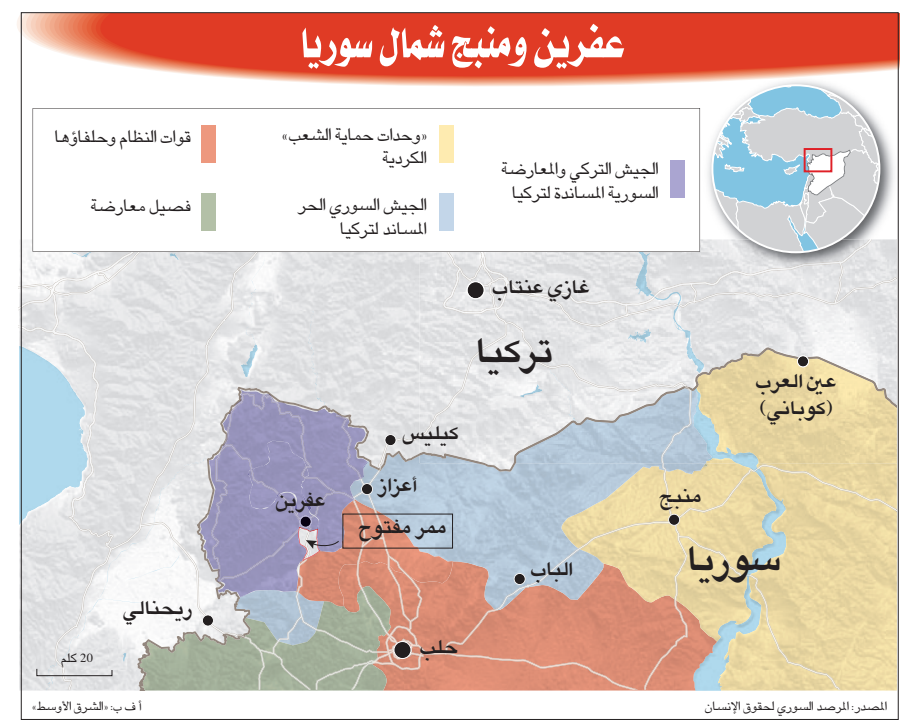 عفرين ومنبج شمال سوريا
الجيش التركي والمعارضة
السورية المساندة لتركيا
«وحدات حماية الشعب»
الكردية
قوات النظام وحلفاؤها
الجيش السوري الحر
المساند لتركيا
فصيل معارضة
غازي عنتاب
تركيا
عين العرب
(كوباني)
كيليس
أعزاز
منبج
عفرين
ممر مفتوح
سوريا
الباب
ريحنالي
حلب
20 كلم
المصدر: المرصد السوري لحقوق الإنسان
أ ف ب: «الشرق الأوسط»